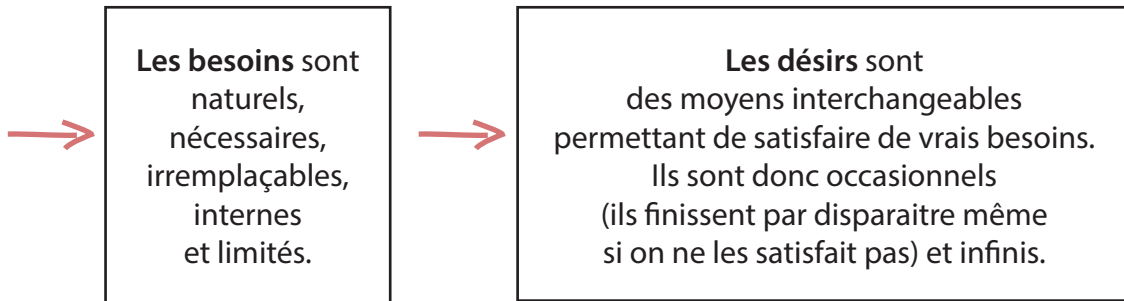 Les besoins sont
naturels,
nécessaires,
irremplaçables,
internes
et limités.
Les désirs sont
des moyens interchangeables
permettant de satisfaire de vrais besoins.
Ils sont donc occasionnels
(ils finissent par disparaitre même
si on ne les satisfait pas) et infinis.